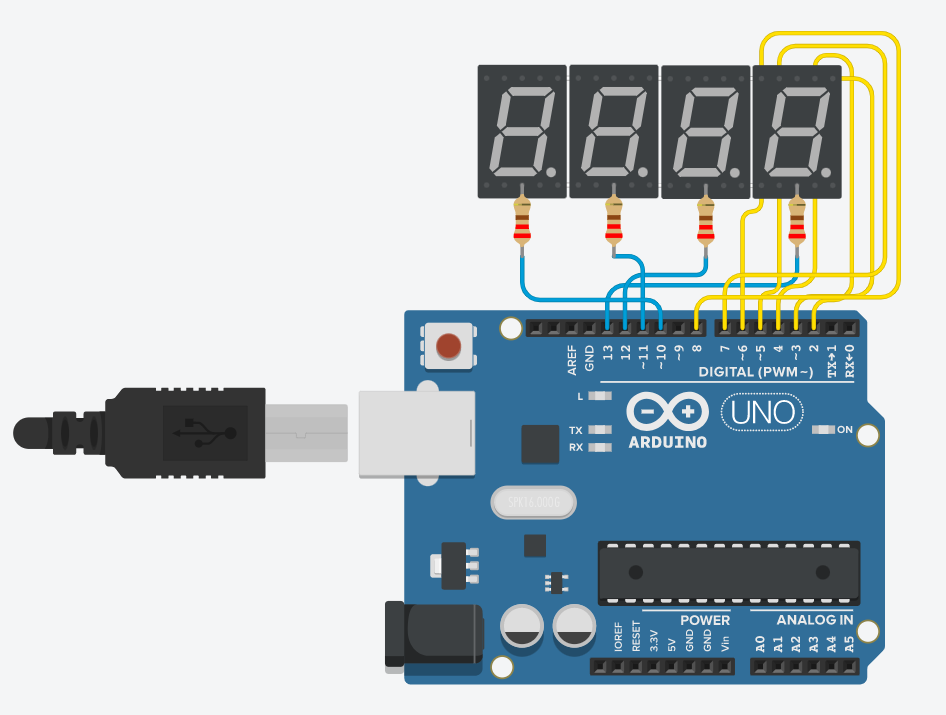 AREF
GND
13
12
~11
~10
~9
8
7
~6
~5
4
~3
2
TX→1
RX←0
DIGITAL (PWM~)
L
TX
RX
ARDUINO
UNO
ON
SPK16.000G
POWER
ANALOG IN
IOREF
RESET
3.3V
5V
GND
GND
Vin
A0
A1
A2
A3
A4
A5